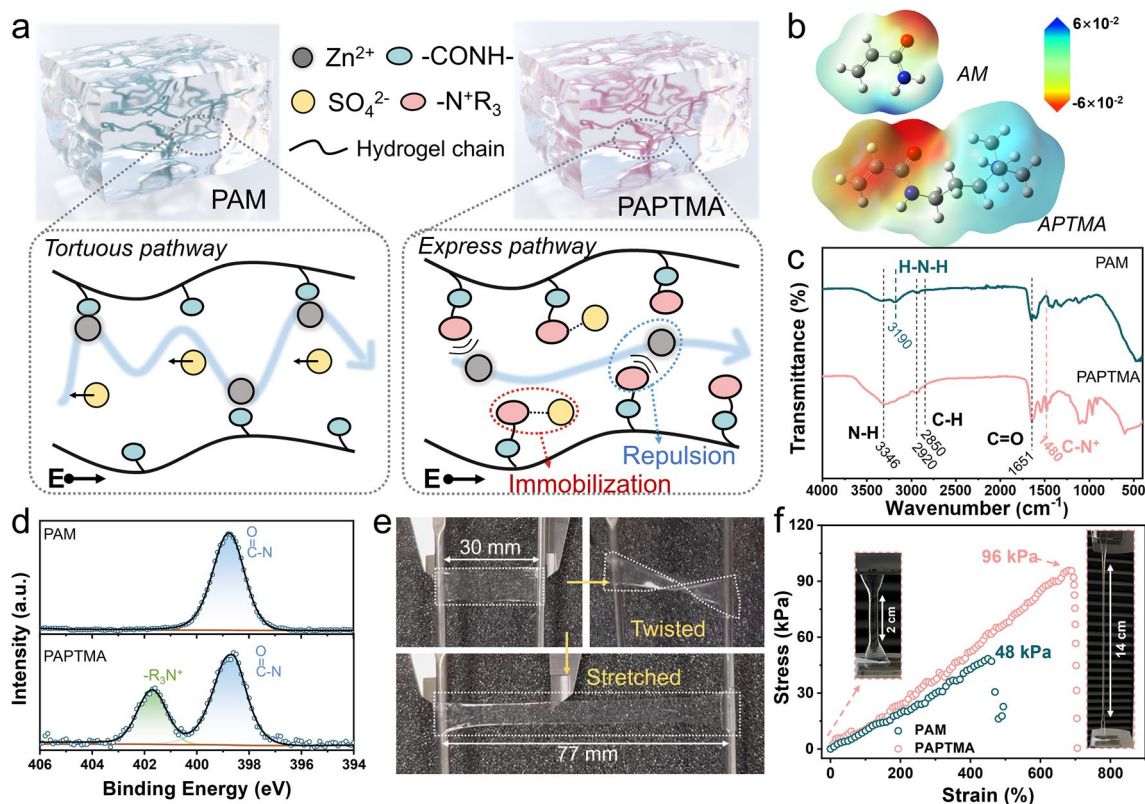 a
Zn²⁺
-CONH-
SO₄²⁻
-N⁺R₃
Hydrogel chain
PAM
PAPTMA
Tortuous pathway
E
Express pathway
Repulsion
Immobilization
E
b
AM
6×10⁻²
-6×10⁻²
APTMA
c
Transmittance (%)
H-N-H
PAM
3190
PAPTMA
N-H
3346
C-H
2920
2850
C=O
1651
1480
C-N⁺
4000 3500 3000 2500 2000 1500 1000 500
Wavenumber (cm⁻¹)
d
Intensity (a.u.)
PAM
O
C-N
PAPTMA
-R₃N⁺
O
C-N
406 404 402 400 398 396 394
Binding Energy (eV)
e
30 mm
Twisted
Stretched
77 mm
f
Stress (kPa)
120
90
60
30
0
96 kPa
48 kPa
2 cm
14 cm
PAM
PAPTMA
0 200 400 600 800
Strain (%)